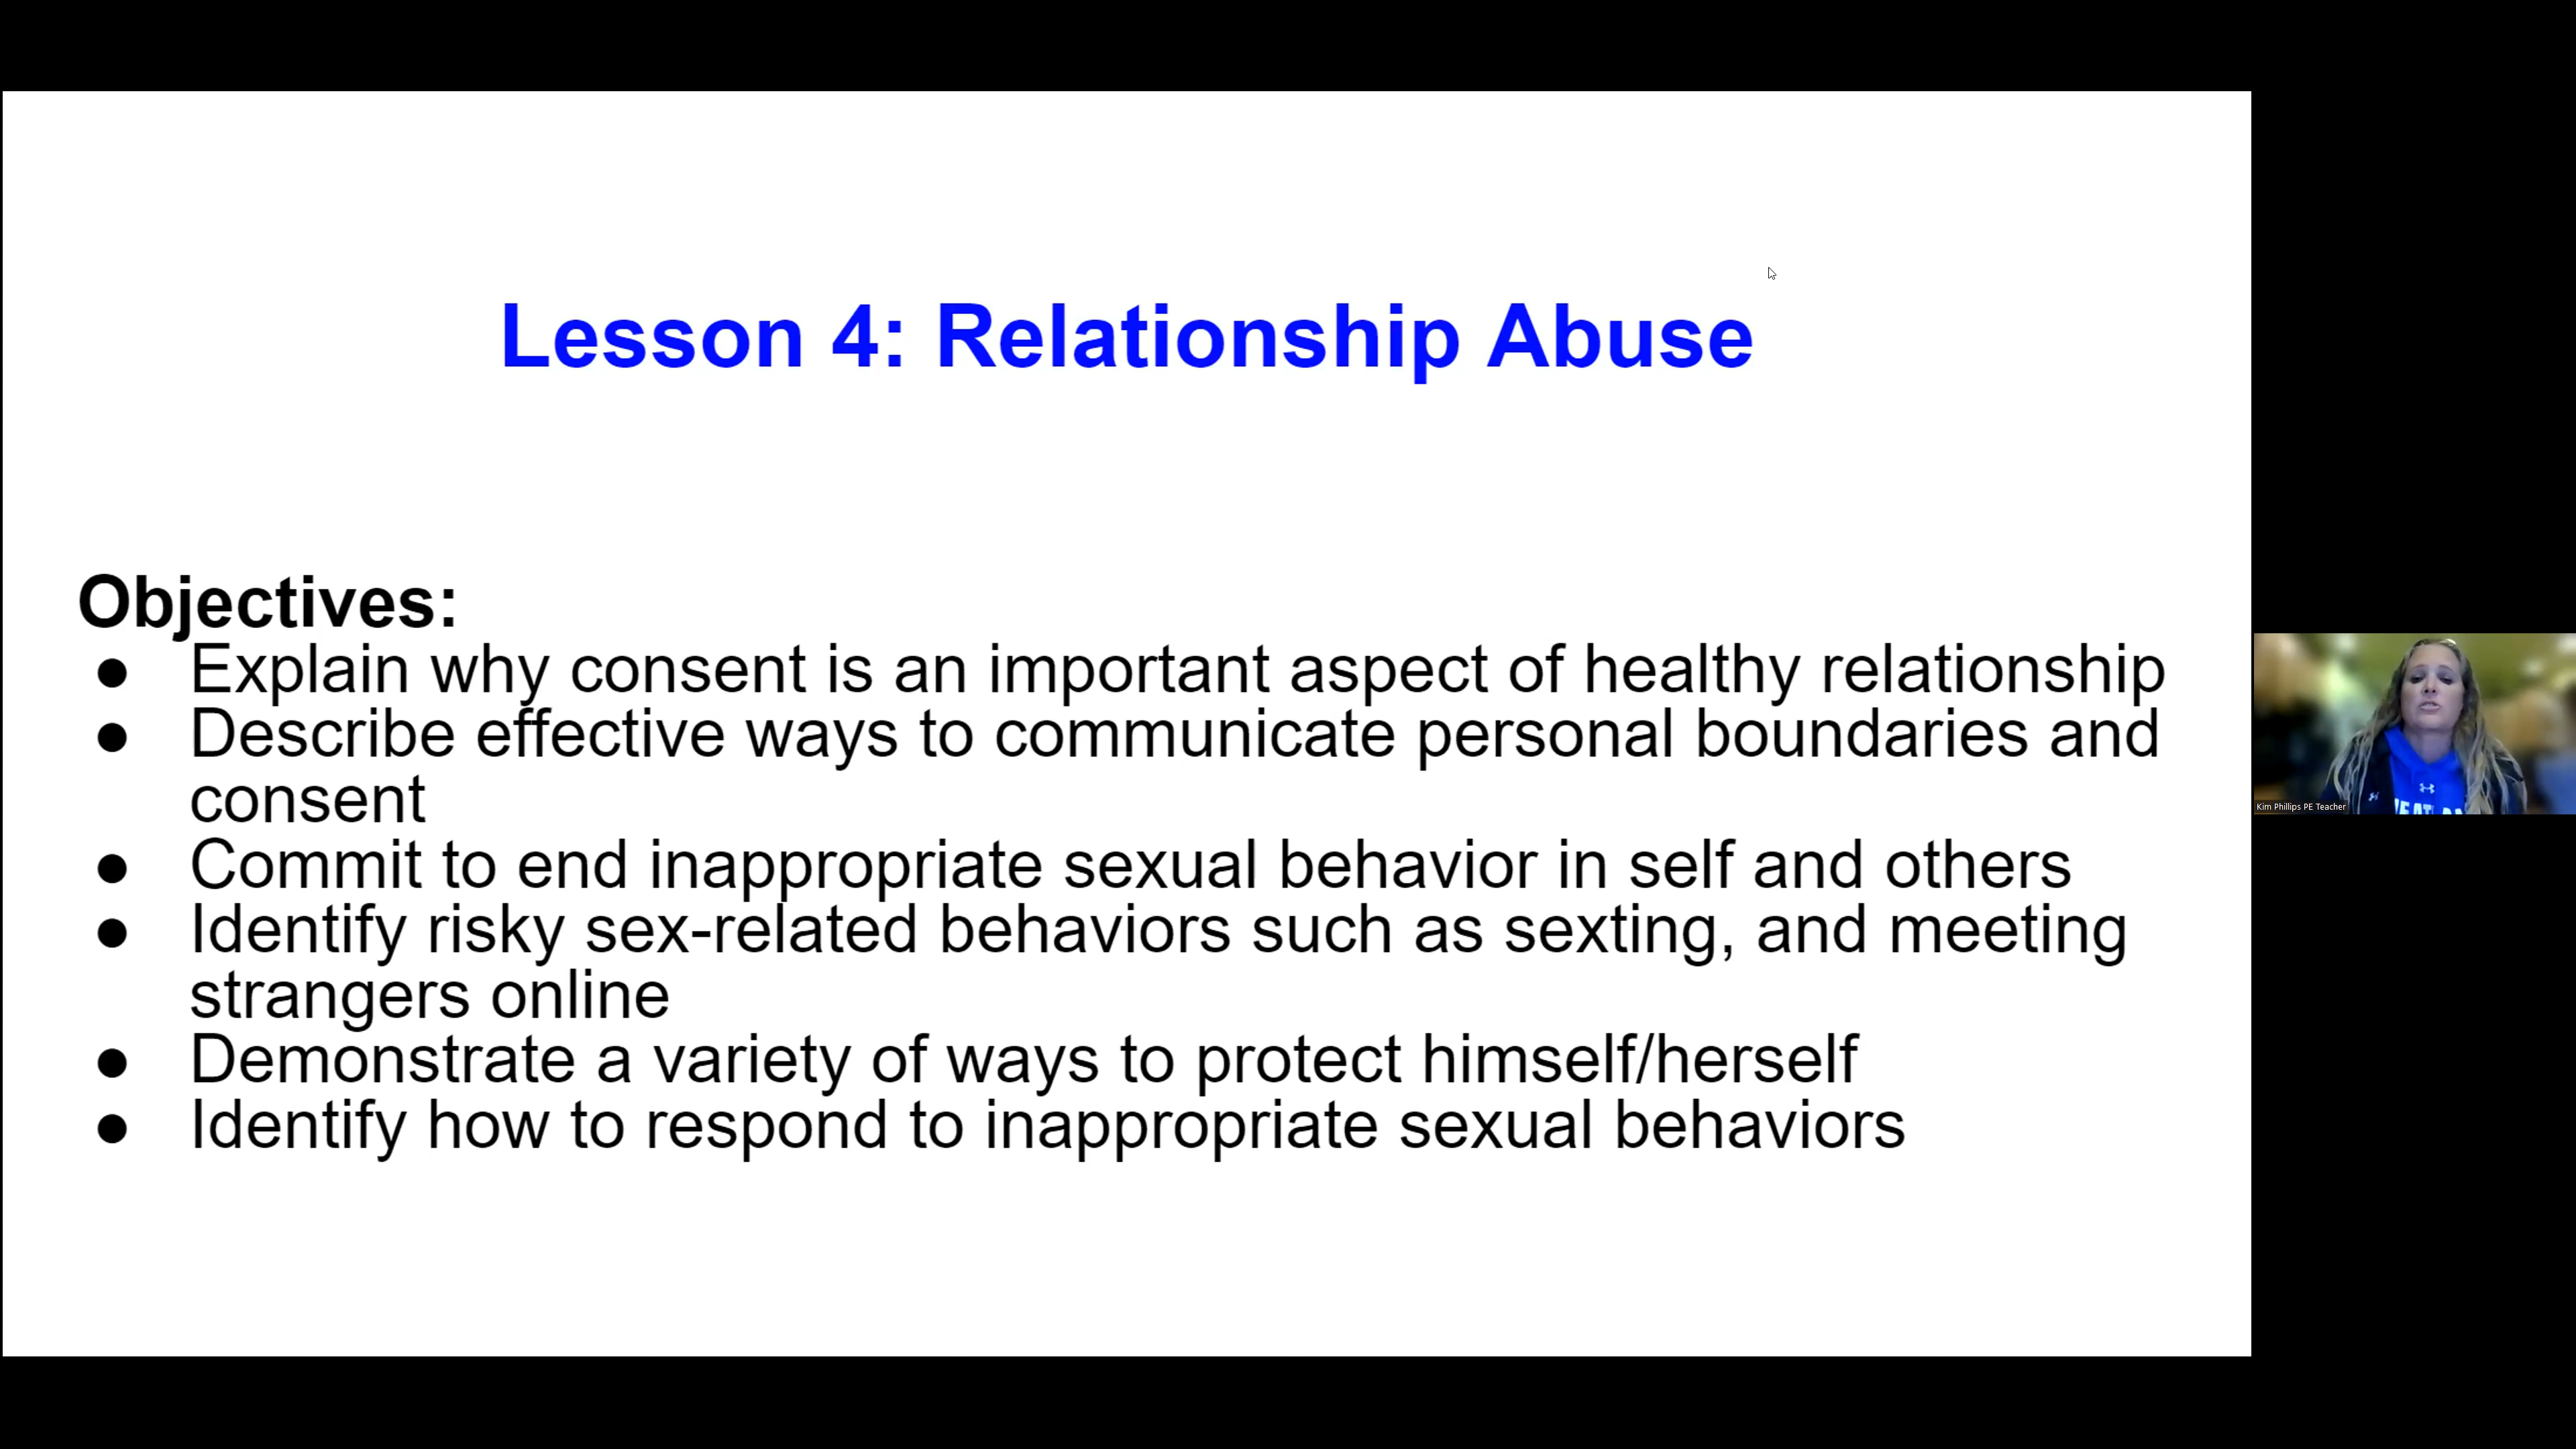 Lesson 4: Relationship Abuse
Objectives:
● Explain why consent is an important aspect of healthy relationship
● Describe effective ways to communicate personal boundaries and
consent
● Commit to end inappropriate sexual behavior in self and others
● Identify risky sex-related behaviors such as sexting, and meeting
strangers online
● Demonstrate a variety of ways to protect himself/herself
● Identify how to respond to inappropriate sexual behaviors
Kim Phillips PE Teacher